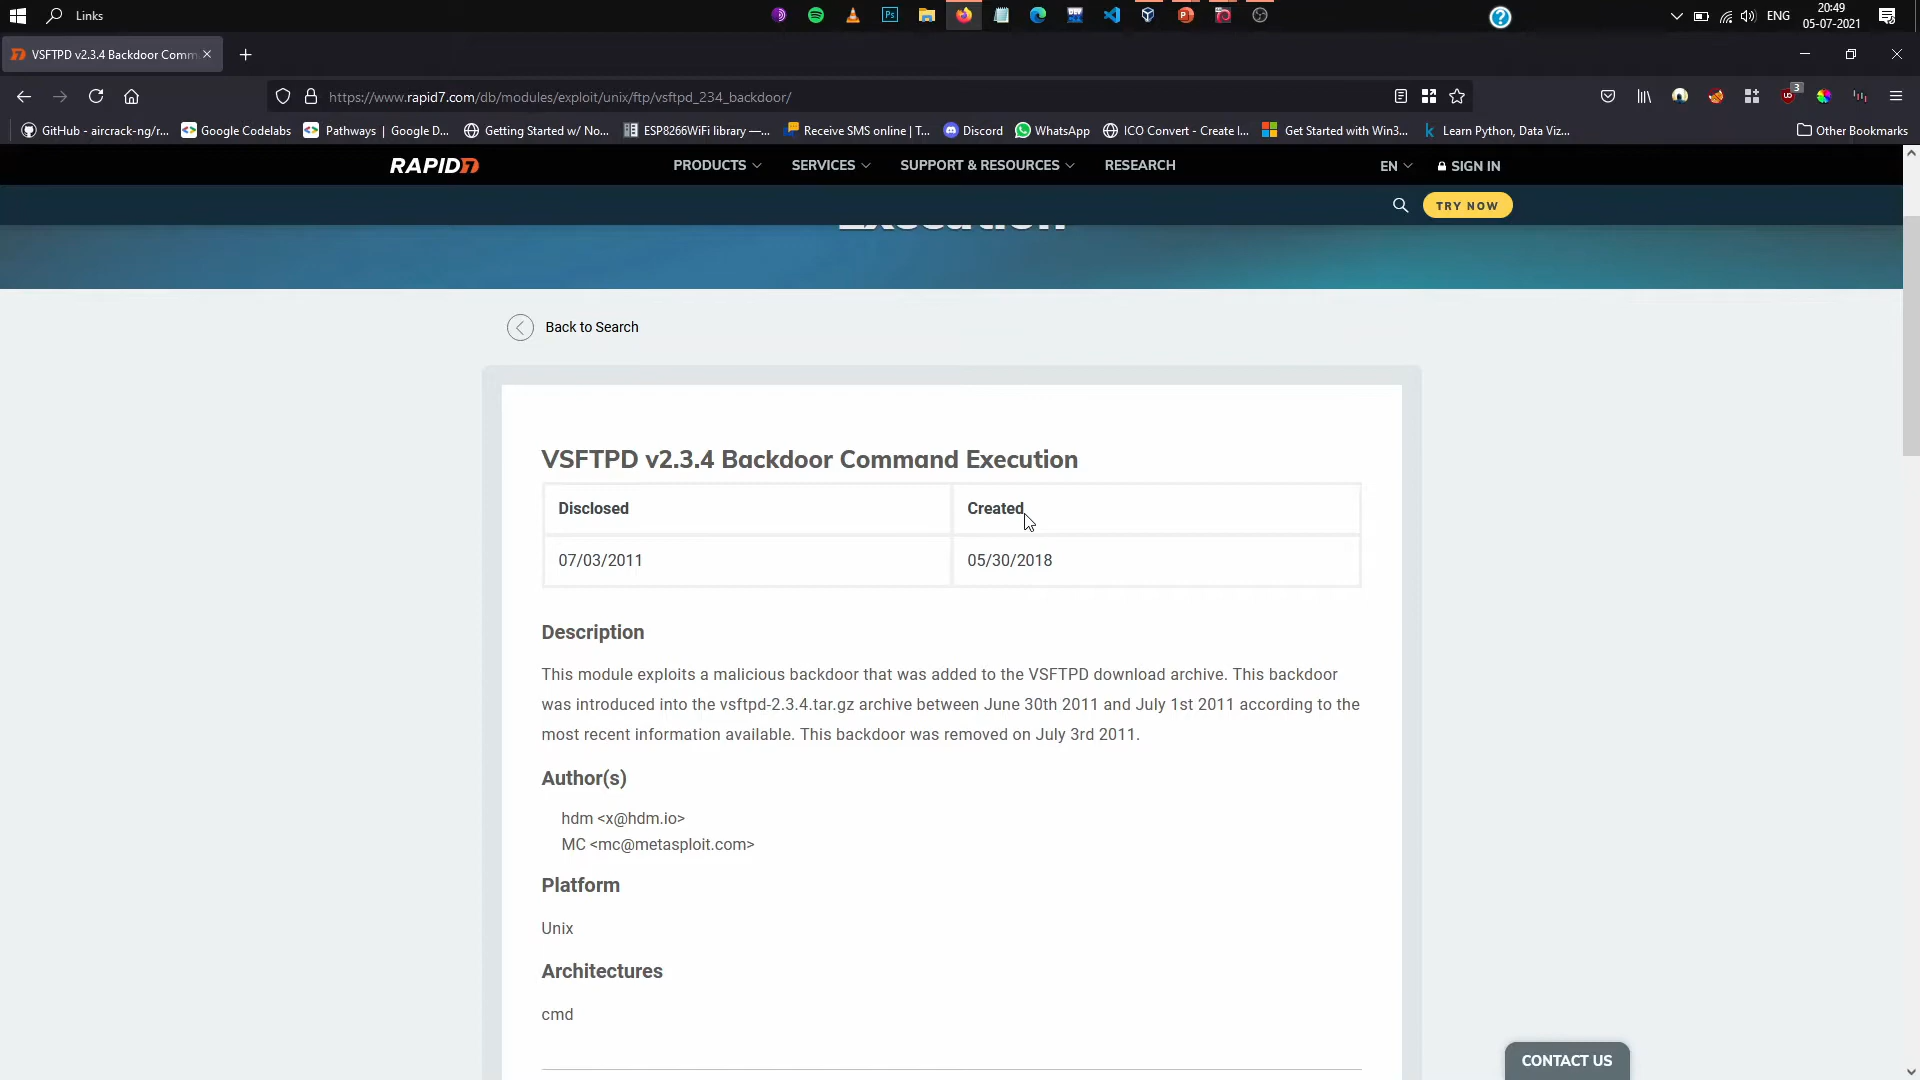 Links
Ps
ENG
20:49
05-07-2021
VSFTPD v2.3.4 Backdoor Comm
https://www.rapid7.com/db/modules/exploit/unix/ftp/vsftpd_234_backdoor/
3
GitHub - aircrack-ng/r...
Google Codelabs
Pathways | Google D...
Getting Started w/ No...
ESP8266WiFi library —...
Receive SMS online | T...
Discord
WhatsApp
ICO Convert - Create I...
Get Started with Win3...
Learn Python, Data Viz...
Other Bookmarks
RAPID7
PRODUCTS
SERVICES
SUPPORT & RESOURCES
RESEARCH
EN
SIGN IN
TRY NOW
Execution
Back to Search
VSFTPD v2.3.4 Backdoor Command Execution
Disclosed
Created
07/03/2011
05/30/2018
Description
This module exploits a malicious backdoor that was added to the VSFTPD download archive. This backdoor
was introduced into the vsftpd-2.3.4.tar.gz archive between June 30th 2011 and July 1st 2011 according to the
most recent information available. This backdoor was removed on July 3rd 2011.
Author(s)
hdm <x@hdm.io>
MC <mc@metasploit.com>
Platform
Unix
Architectures
cmd
CONTACT US